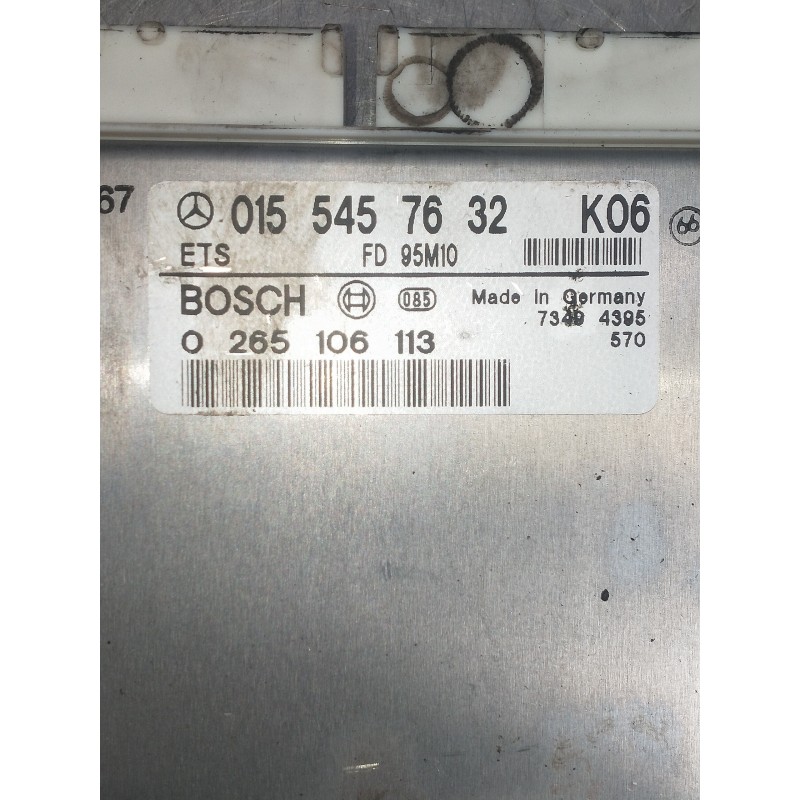 67
015 545 76 32 K06
66
ETS FD 95M10
BOSCH 085 Made in Germany
4395
0 265 106 113 570